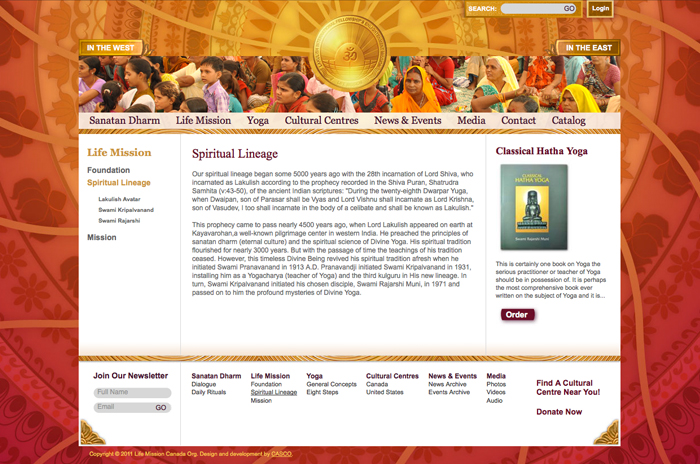 SEARCH: GO Login
IN THE WEST
IN THE EAST
ॐ
Sanatan Dharm Life Mission Yoga Cultural Centres News & Events Media Contact Catalog
Life Mission
Foundation
Spiritual Lineage
Lakulish Avatar
Swami Kripalvanand
Swami Rajarshi
Mission
Spiritual Lineage
Our spiritual lineage began some 5000 years ago with the 28th incarnation of Lord Shiva, who
incarnated as Lakulish according to the prophecy recorded in the Shiva Puran, Shatrudra
Samhita (v:43-50), of the ancient Indian scriptures: "During the twenty-eighth Dwarpar Yuga,
when Dwaipan, son of Parasar shall be Vyas and Lord Vishnu shall incarnate as Lord Krishna,
son of Vasudev, I too shall incarnate in the body of a celibate and shall be known as Lakulish."
This prophecy came to pass nearly 4500 years ago, when Lord Lakulish appeared on earth at
Kayavarohan,a well-known pilgrimage center in western India. He preached the principles of
sanatan dharm (eternal culture) and the spiritual science of Divine Yoga. His spiritual tradition
flourished for nearly 3000 years. But with the passage of time the teachings of his tradition
ceased. However, this timeless Divine Being revived his spiritual tradition afresh when he
initiated Swami Pranavanand in 1913 A.D. Pranavandji initiated Swami Kripalvanand in 1931,
installing him as a Yogacharya (teacher of Yoga) and the third kulguru in His new lineage. In
turn, Swami Kripalvanand initiated his chosen disciple, Swami Rajarshi Muni, in 1971 and
passed on to him the profound mysteries of Divine Yoga.
Classical Hatha Yoga
CLASSICAL
HATHA YOGA
Swami Rajarshi Muni
This is certainly one book on Yoga the
serious practitioner or teacher of Yoga
should be in possession of. It is perhaps
the most comprehensive book ever
written on the subject of Yoga and it is...
Order
Join Our Newsletter
Full Name
Email GO
Sanatan Dharm
Dialogue
Daily Rituals
Life Mission
Foundation
Spiritual Lineage
Mission
Yoga
General Concepts
Eight Steps
Cultural Centres
Canada
United States
News & Events
News Archive
Events Archive
Media
Photos
Videos
Audio
Find A Cultural
Centre Near You!
Donate Now
Copyright © 2011 Life Mission Canada Org. Design and development by CASCO.